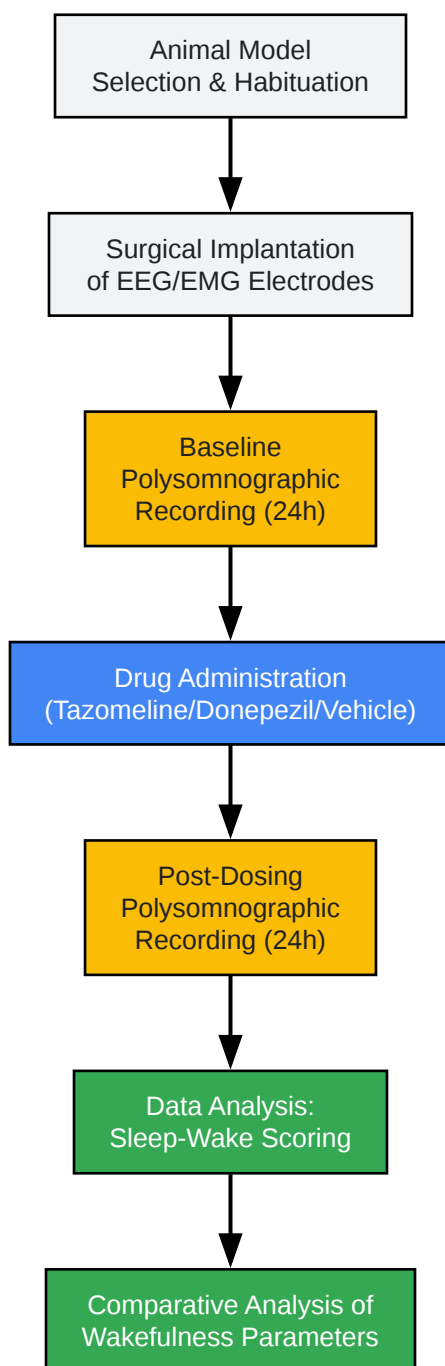 Animal Model
Selection & Habituation
Surgical Implantation
of EEG/EMG Electrodes
Baseline
Polysomnographic
Recording (24h)
Drug Administration
(Tazomeline/Donepezil/Vehicle)
Post-Dosing
Polysomnographic
Recording (24h)
Data Analysis:
Sleep-Wake Scoring
Comparative Analysis of
Wakefulness Parameters